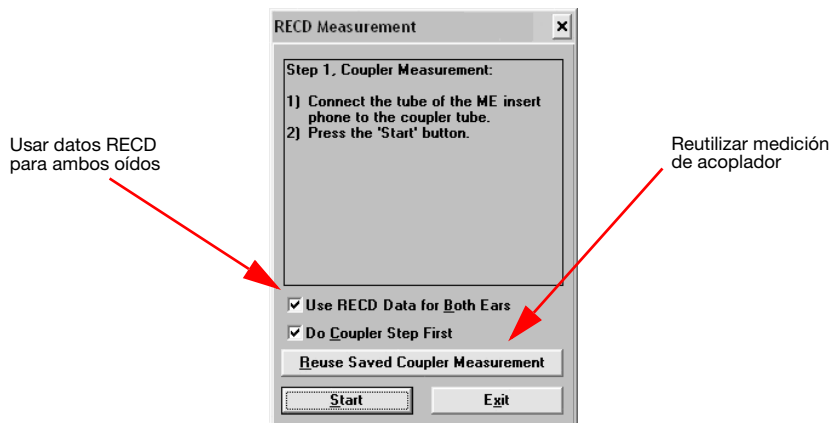 RECD Measurement
Step 1, Coupler Measurement:
1) Connect the tube of the ME insert
phone to the coupler tube.
2) Press the 'Start' button.
Usar datos RECD
para ambos oídos
Reutilizar medición
de acoplador
Use RECD Data for Both Ears
Do Coupler Step First
Reuse Saved Coupler Measurement
Start
Exit